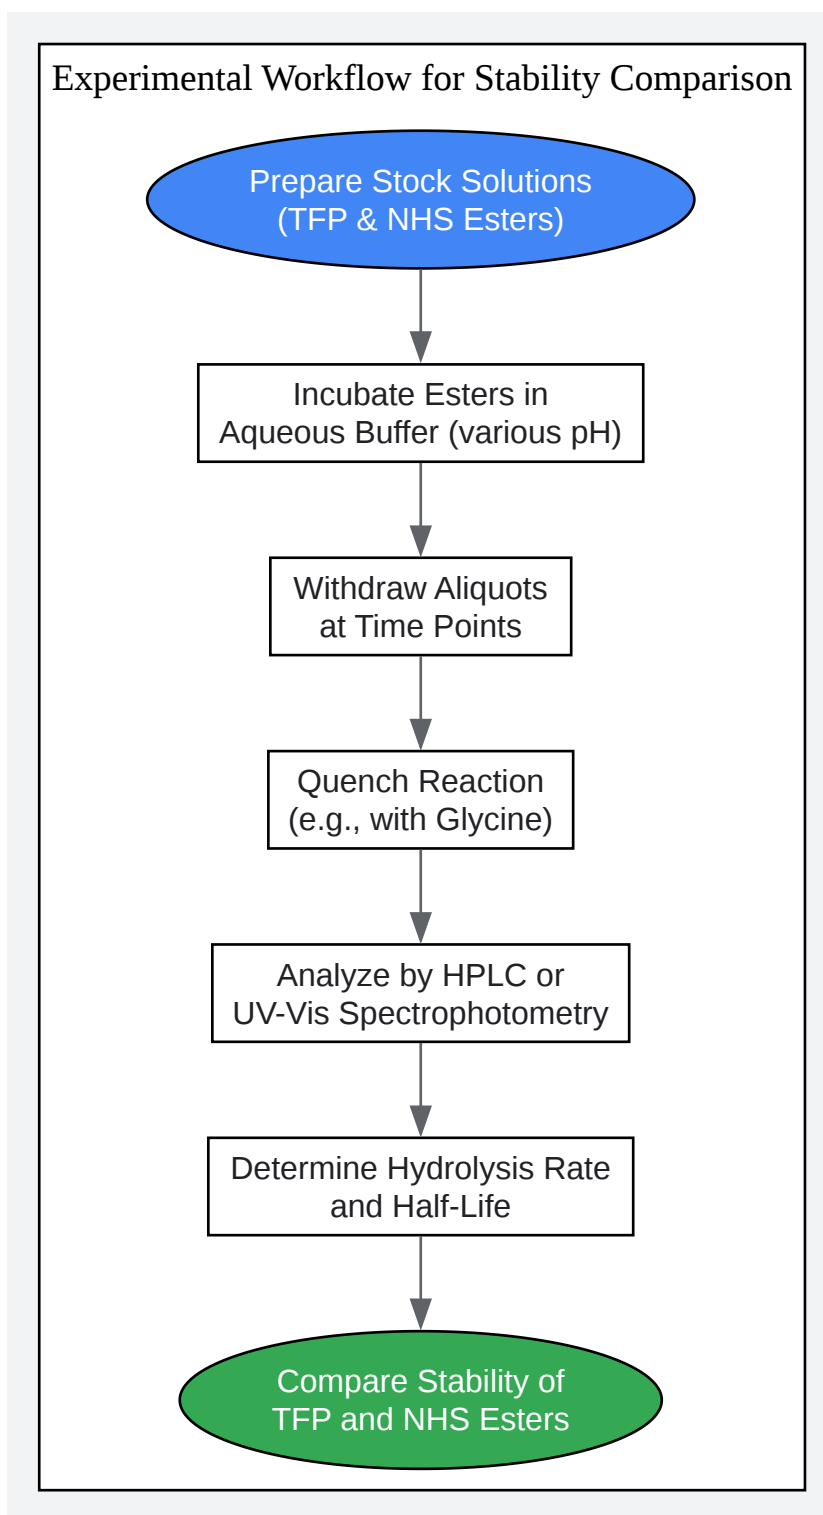 Experimental Workflow for Stability Comparison
Prepare Stock Solutions
(TFP & NHS Esters)
Incubate Esters in
Aqueous Buffer (various pH)
Withdraw Aliquots
at Time Points
Quench Reaction
(e.g., with Glycine)
Analyze by HPLC or
UV-Vis Spectrophotometry
Determine Hydrolysis Rate
and Half-Life
Compare Stability of
TFP and NHS Esters